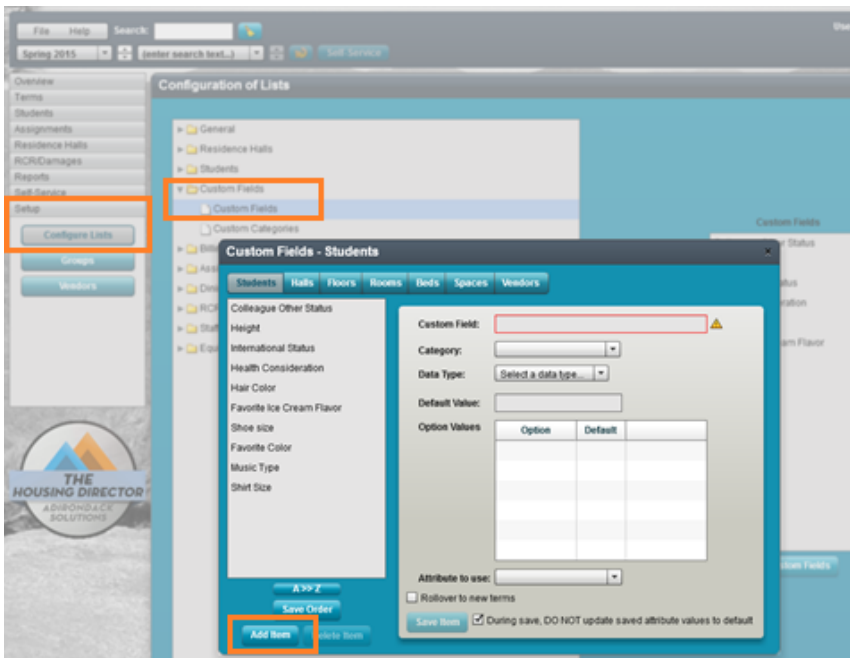 File Help Search:
Spring 2015 (enter search text...) Self-Service
Overview
Terms
Students
Assignments
Residence Halls
RCR/Damages
Reports
Self-Service
Setup
Configure Lists
Groups
Vendors
THE
HOUSING DIRECTOR
ADIRONDACK
SOLUTIONS
Configuration of Lists
General
Residence Halls
Students
Custom Fields
Custom Fields
Custom Categories
Custom Fields
Custom Fields - Students
Students Halls Floors Rooms Beds Spaces Vendors
Colleague Other Status
Height
International Status
Health Consideration
Hair Color
Favorite Ice Cream Flavor
Shoe size
Favorite Color
Music Type
Shirt Size
A >> Z
Save Order
Add Item Delete Item
Custom Field:
Category:
Data Type: Select a data type...
Default Value:
Option Values Option Default
Attribute to use:
Rollover to new terms
Save Item During save, DO NOT update saved attribute values to default